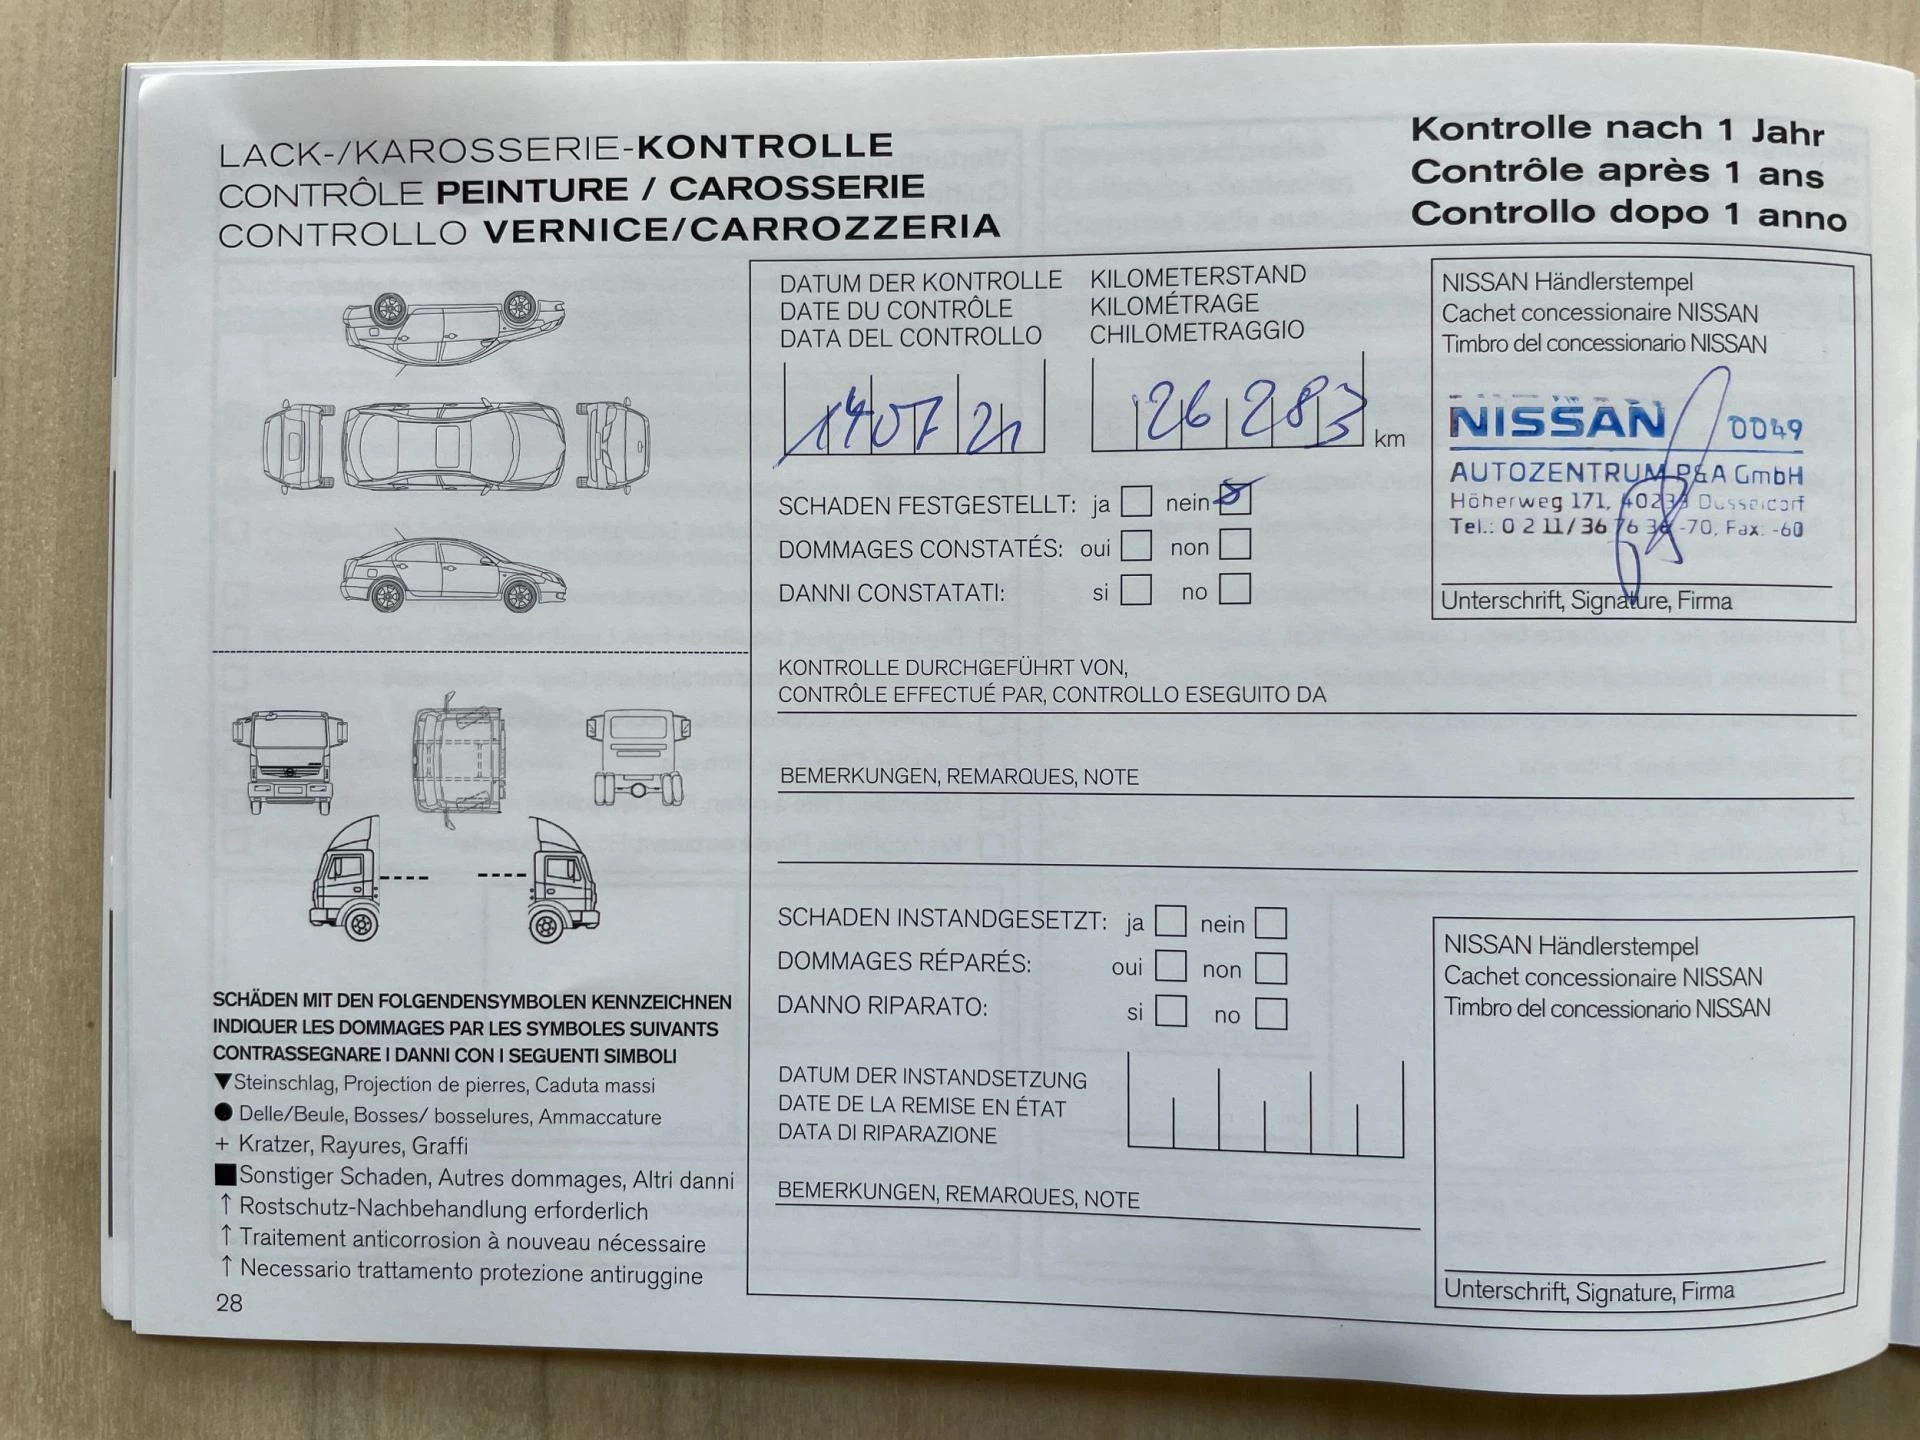 LACK-/KAROSSERIE-KONTROLLE
CONTRÔLE PEINTURE / CAROSSERIE
CONTROLLO VERNICE/CARROZZERIA
Kontrolle nach 1 Jahr
Contrôle après 1 ans
Controllo dopo 1 anno
DATUM DER KONTROLLE
DATE DU CONTRÔLE
DATA DEL CONTROLLO
14 07 21
KILOMETERSTAND
KILOMÉTRAGE
CHILOMETRAGGIO
26 283 km
NISSAN Händlerstempel
Cachet concessionaire NISSAN
Timbro del concessionario NISSAN
NISSAN 0049
AUTOZENTRUM P&A GmbH
Höherweg 171, 40233 Düsseldorf
Tel.: 0 2 11/36 76 36 -70, Fax: -60
Unterschrift, Signature, Firma
SCHADEN FESTGESTELLT: ja nein
DOMMAGES CONSTATÉS: oui non
DANNI CONSTATATI: si no
KONTROLLE DURCHGEFÜHRT VON,
CONTRÔLE EFFECTUÉ PAR, CONTROLLO ESEGUITO DA
BEMERKUNGEN, REMARQUES, NOTE
SCHADEN INSTANDGESETZT: ja nein
DOMMAGES RÉPARÉS: oui non
DANNO RIPARATO: si no
DATUM DER INSTANDSETZUNG
DATE DE LA REMISE EN ÉTAT
DATA DI RIPARAZIONE
BEMERKUNGEN, REMARQUES, NOTE
NISSAN Händlerstempel
Cachet concessionaire NISSAN
Timbro del concessionario NISSAN
Unterschrift, Signature, Firma
SCHÄDEN MIT DEN FOLGENDENSYMBOLEN KENNZEICHNEN
INDIQUER LES DOMMAGES PAR LES SYMBOLES SUIVANTS
CONTRASSEGNARE I DANNI CON I SEGUENTI SIMBOLI
▼Steinschlag, Projection de pierres, Caduta massi
● Delle/Beule, Bosses/ bosselures, Ammaccature
+ Kratzer, Rayures, Graffi
■Sonstiger Schaden, Autres dommages, Altri danni
↑ Rostschutz-Nachbehandlung erforderlich
↑ Traitement anticorrosion à nouveau nécessaire
↑ Necessario trattamento protezione antiruggine
28